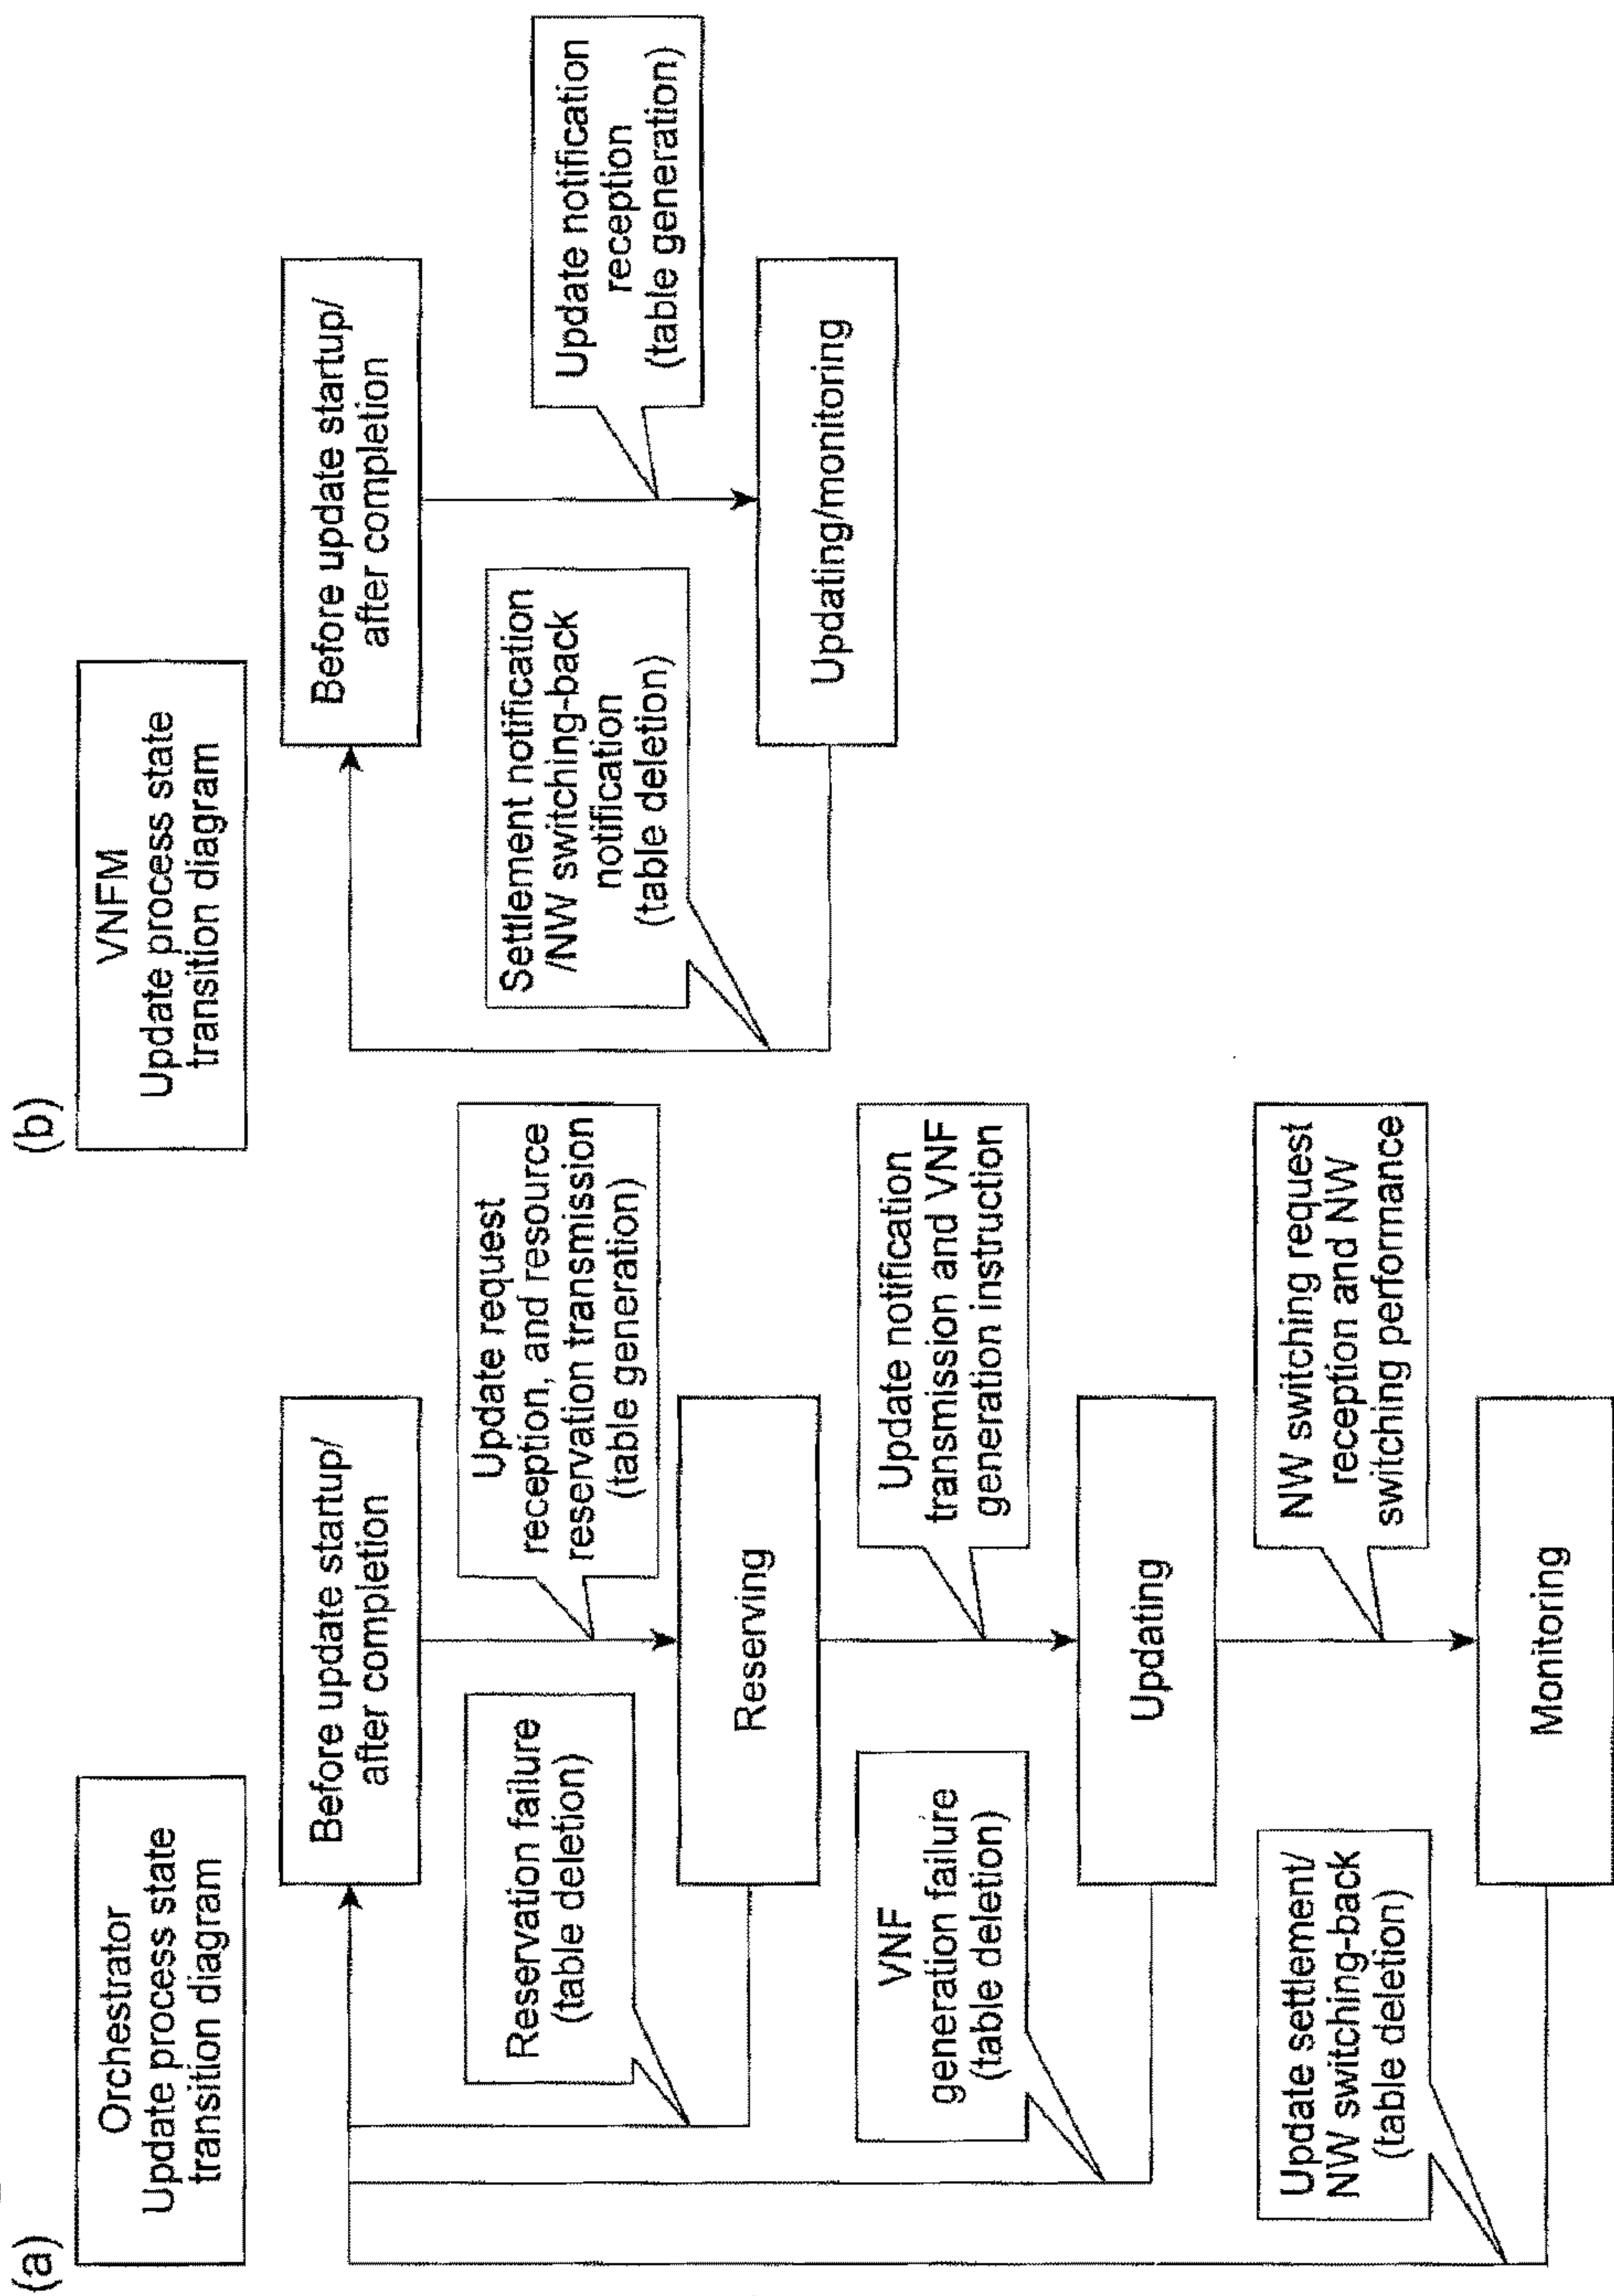 (a)
Orchestrator
Update process state
transition diagram
Before update startup/
after completion
Update request
reception, and resource
reservation transmission
(table generation)
Reservation failure
(table deletion)
Reserving
Update notification
transmission and VNF
generation instruction
VNF
generation failure
(table deletion)
Updating
NW switching request
reception and NW
switching performance
Update settlement/
NW switching-back
(table deletion)
Monitoring
(b)
VNFM
Update process state
transition diagram
Before update startup/
after completion
Update notification
reception
(table generation)
Settlement notification
/NW switching-back
notification
(table deletion)
Updating/monitoring